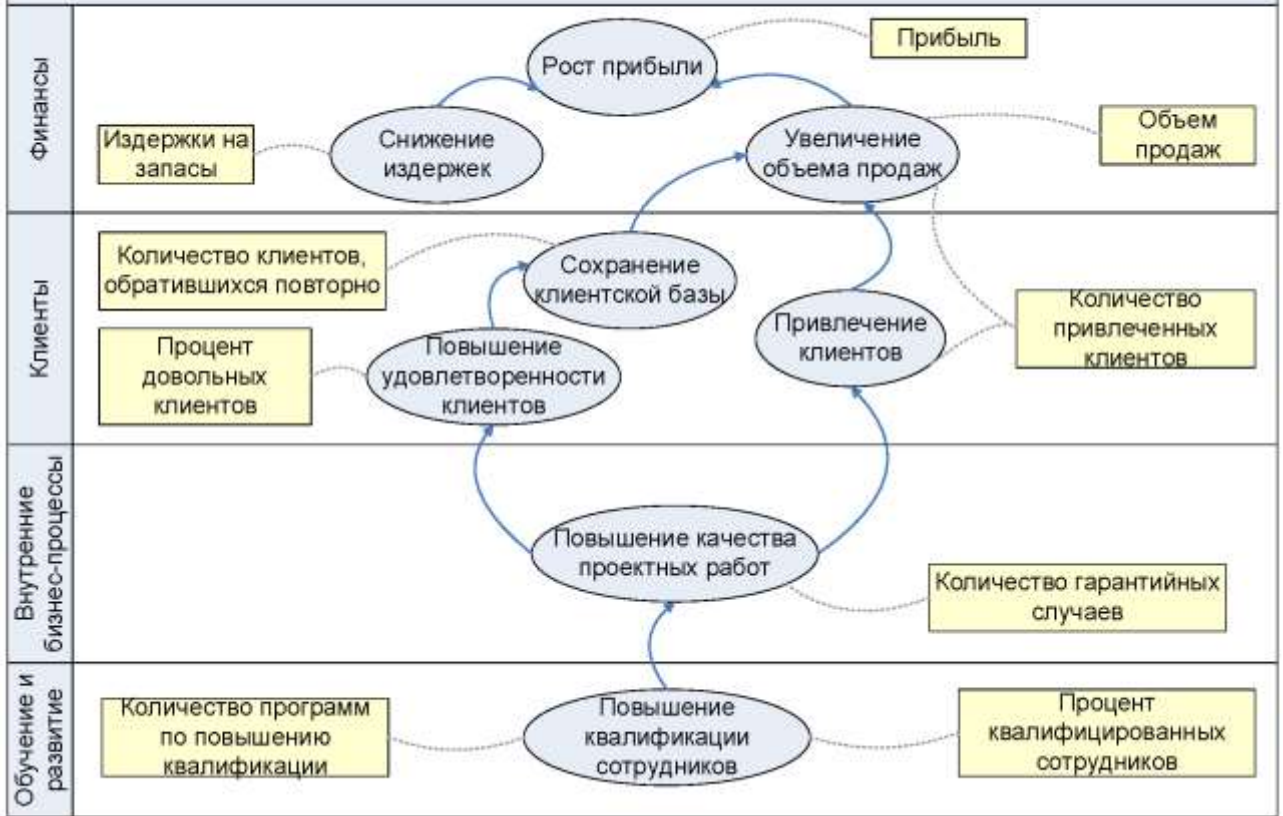 Финансы
Рост прибыли
Прибыль
Издержки на
запасы
Снижение
издержек
Увеличение
объема продаж
Объем
продаж
Клиенты
Количество клиентов,
обратившихся повторно
Сохранение
клиентской базы
Процент
довольных
клиентов
Повышение
удовлетворенности
клиентов
Привлечение
клиентов
Количество
привлеченных
клиентов
Внутренние
бизнес-процессы
Повышение качества
проектных работ
Количество гарантийных
случаев
Обучение и
развитие
Количество программ
по повышению
квалификации
Повышение
квалификации
сотрудников
Процент
квалифицированных
сотрудников